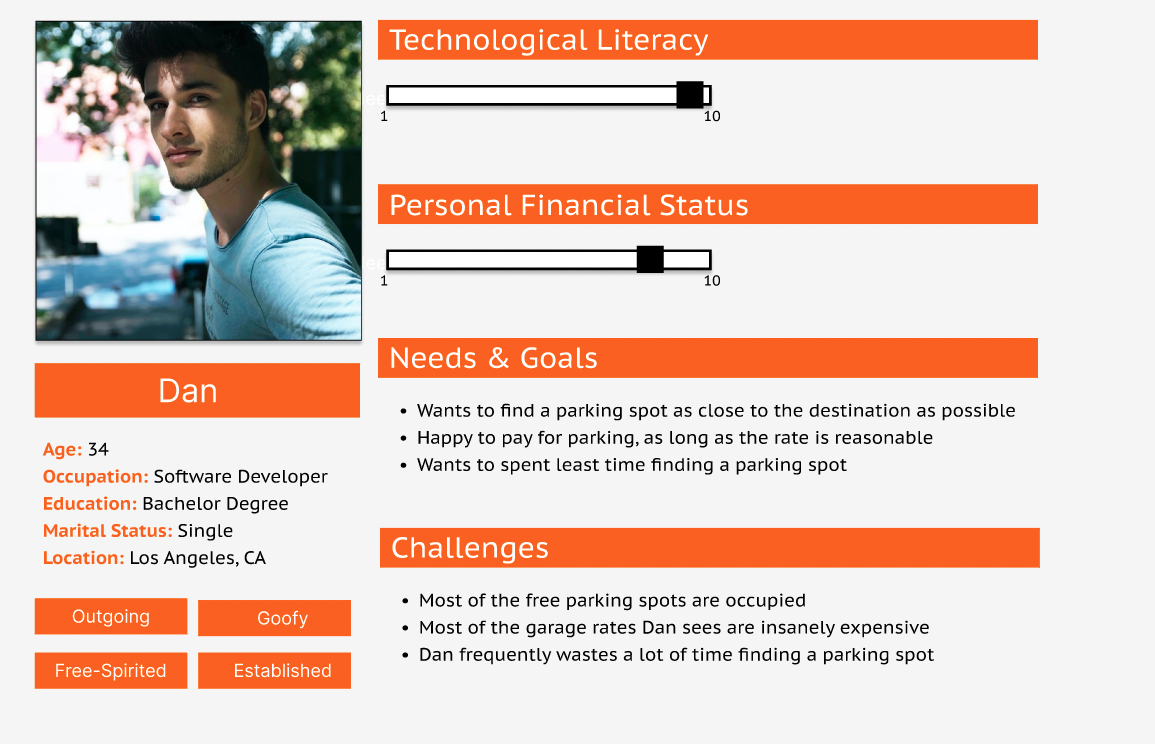 Technological Literacy
1
10
Personal Financial Status
1
10
Needs & Goals
• Wants to find a parking spot as close to the destination as possible
• Happy to pay for parking, as long as the rate is reasonable
• Wants to spent least time finding a parking spot
Challenges
• Most of the free parking spots are occupied
• Most of the garage rates Dan sees are insanely expensive
• Dan frequently wastes a lot of time finding a parking spot
Dan
Age: 34
Occupation: Software Developer
Education: Bachelor Degree
Marital Status: Single
Location: Los Angeles, CA
Outgoing
Goofy
Free-Spirited
Established